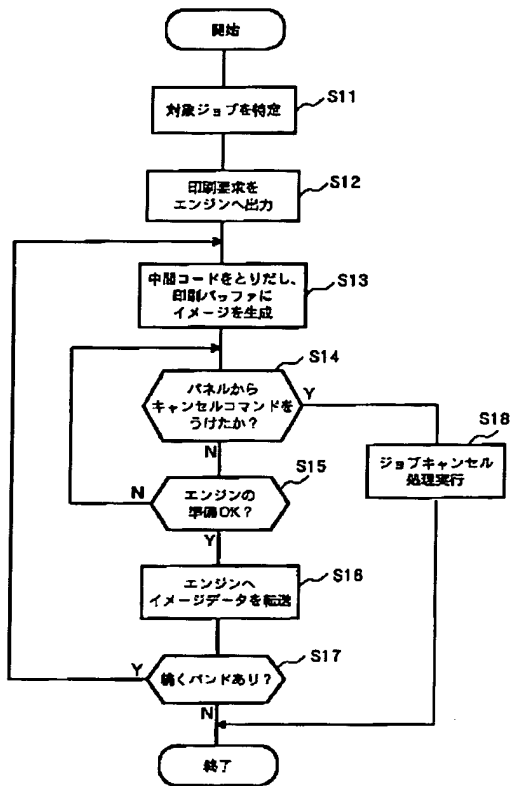 開始
対象ジョブを特定
S11
印刷要求を
エンジンへ出力
S12
中間コードをとりだし、
印刷バッファに
イメージを生成
S13
パネルから
キャンセルコマンドを
うけたか?
S14
Y
N
ジョブキャンセル
処理実行
S18
エンジンの
準備OK?
S15
N
Y
エンジンへ
イメージデータを転送
S16
続くバンドあり?
S17
Y
N
終了